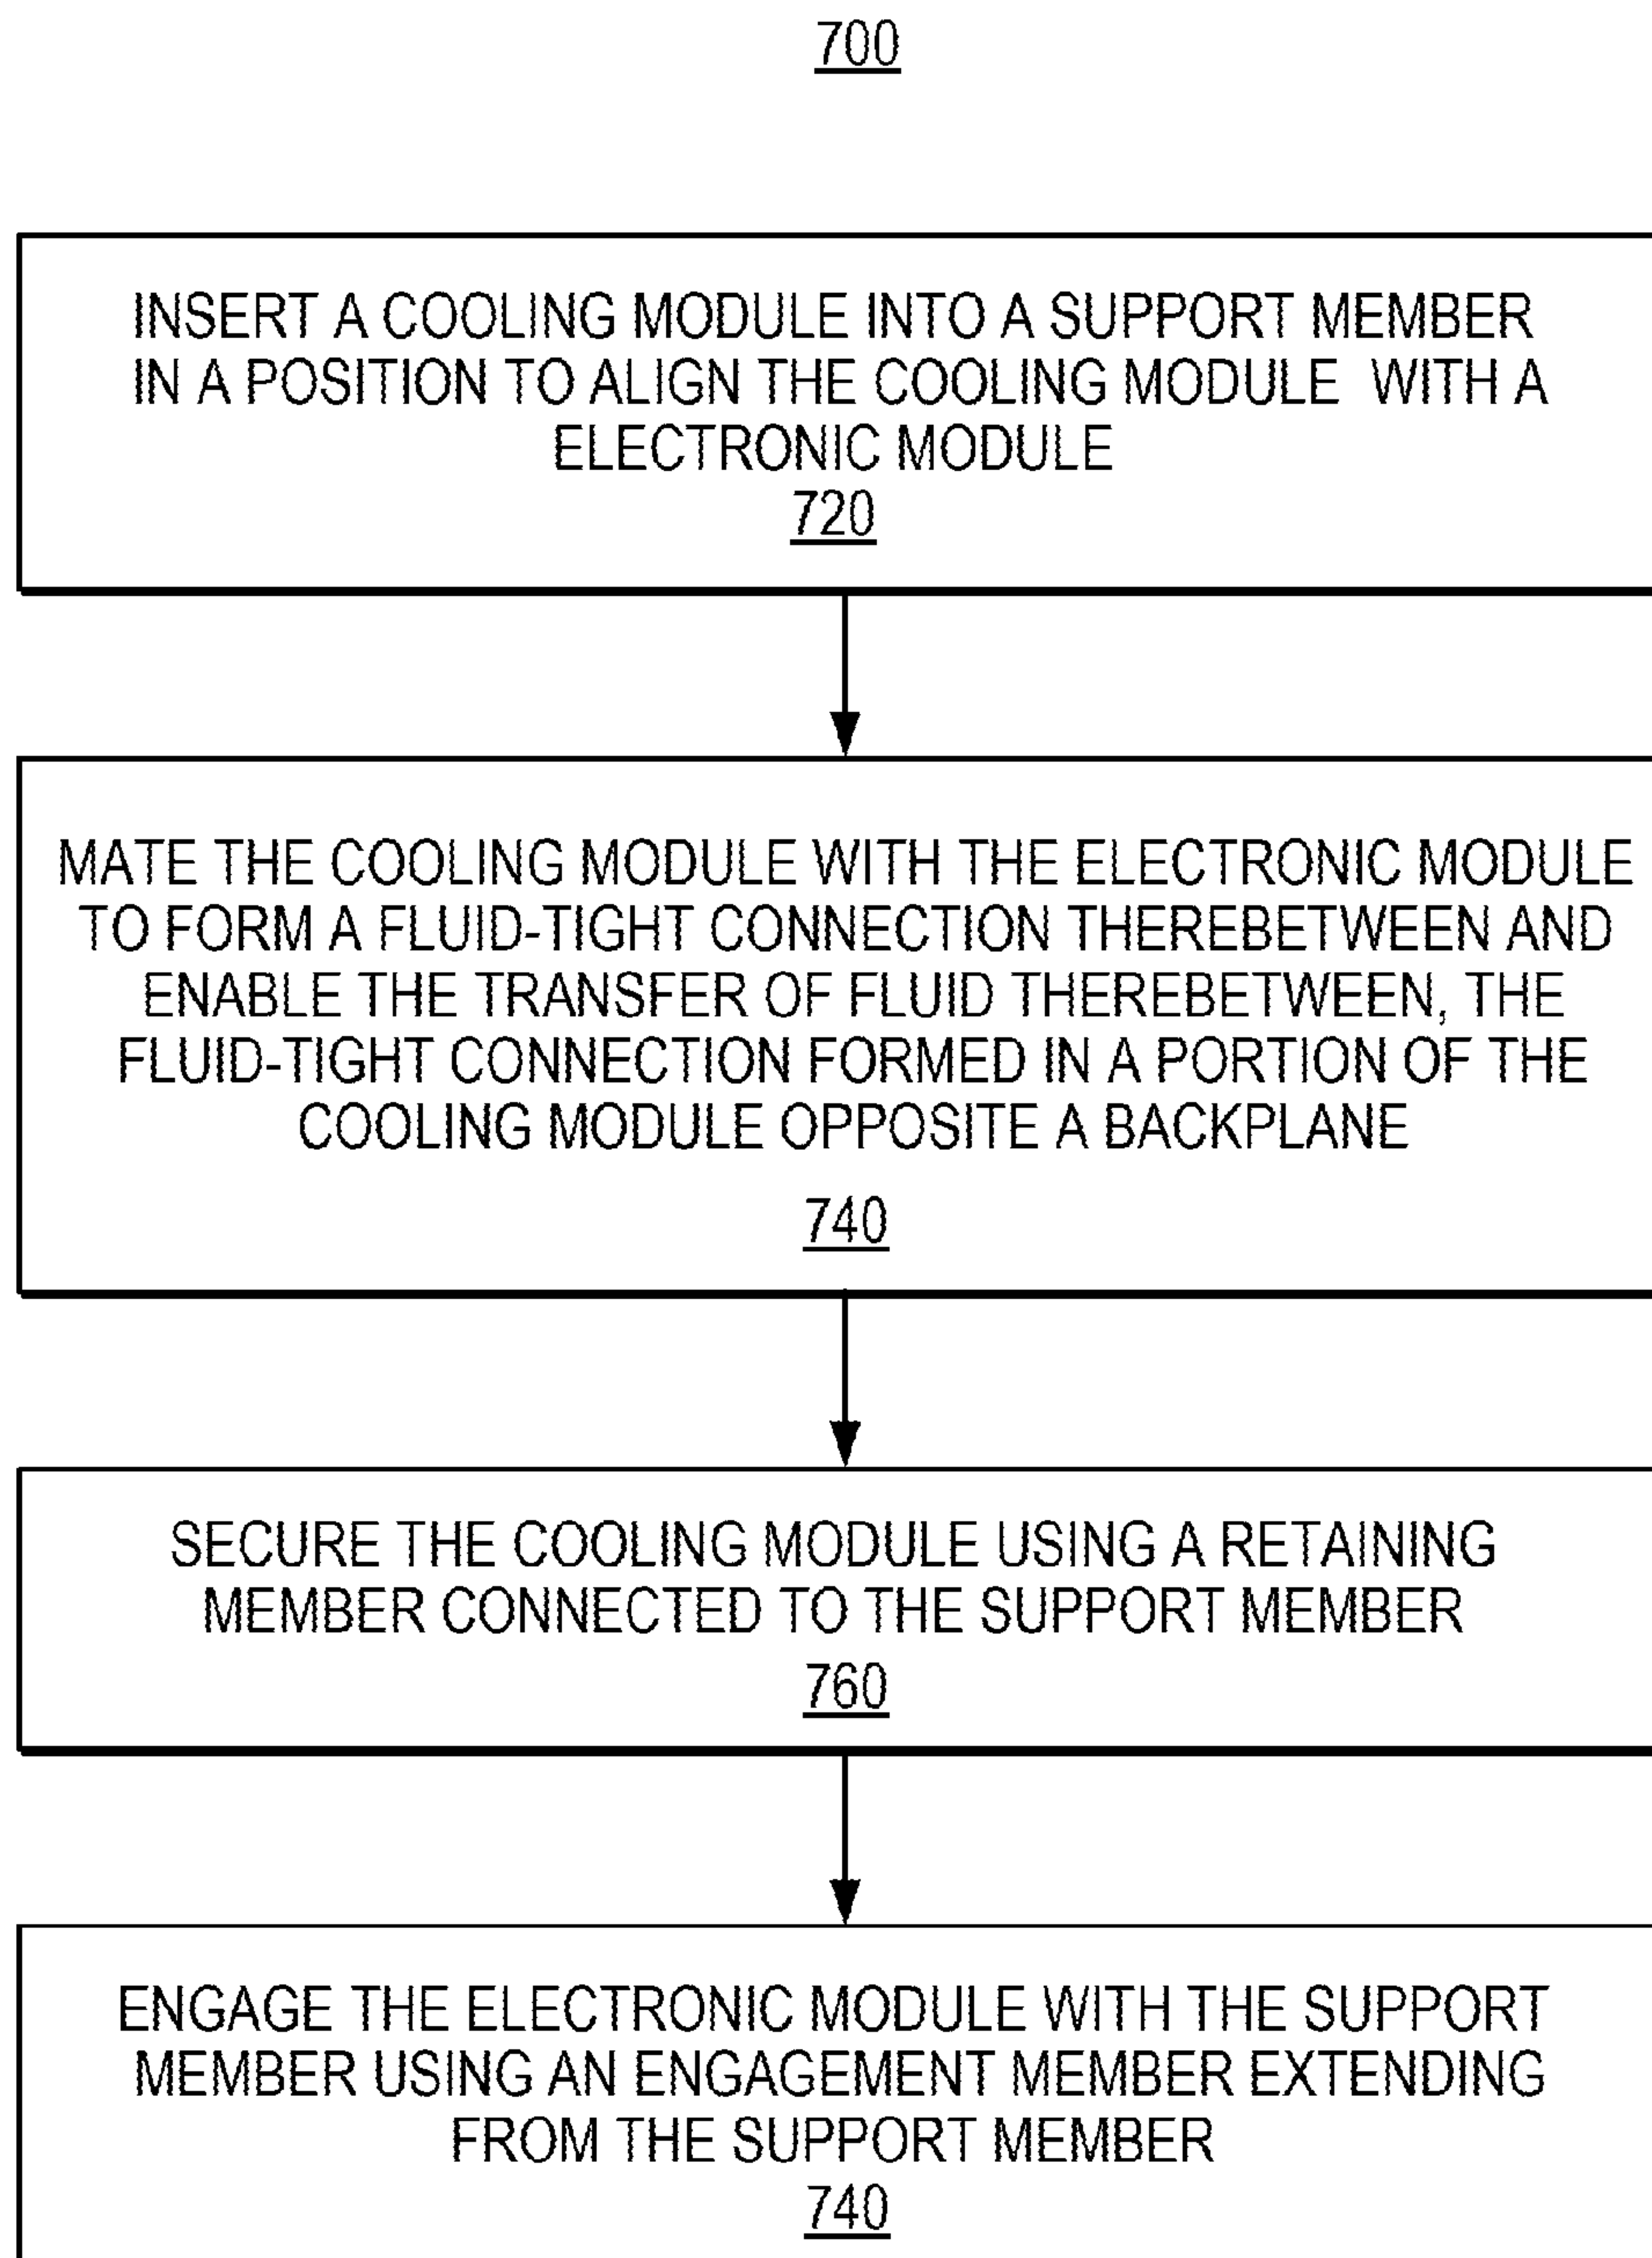 700
INSERT A COOLING MODULE INTO A SUPPORT MEMBER
IN A POSITION TO ALIGN THE COOLING MODULE WITH A
ELECTRONIC MODULE
720
MATE THE COOLING MODULE WITH THE ELECTRONIC MODULE
TO FORM A FLUID-TIGHT CONNECTION THEREBETWEEN AND
ENABLE THE TRANSFER OF FLUID THEREBETWEEN, THE
FLUID-TIGHT CONNECTION FORMED IN A PORTION OF THE
COOLING MODULE OPPOSITE A BACKPLANE
740
SECURE THE COOLING MODULE USING A RETAINING
MEMBER CONNECTED TO THE SUPPORT MEMBER
760
ENGAGE THE ELECTRONIC MODULE WITH THE SUPPORT
MEMBER USING AN ENGAGEMENT MEMBER EXTENDING
FROM THE SUPPORT MEMBER
740